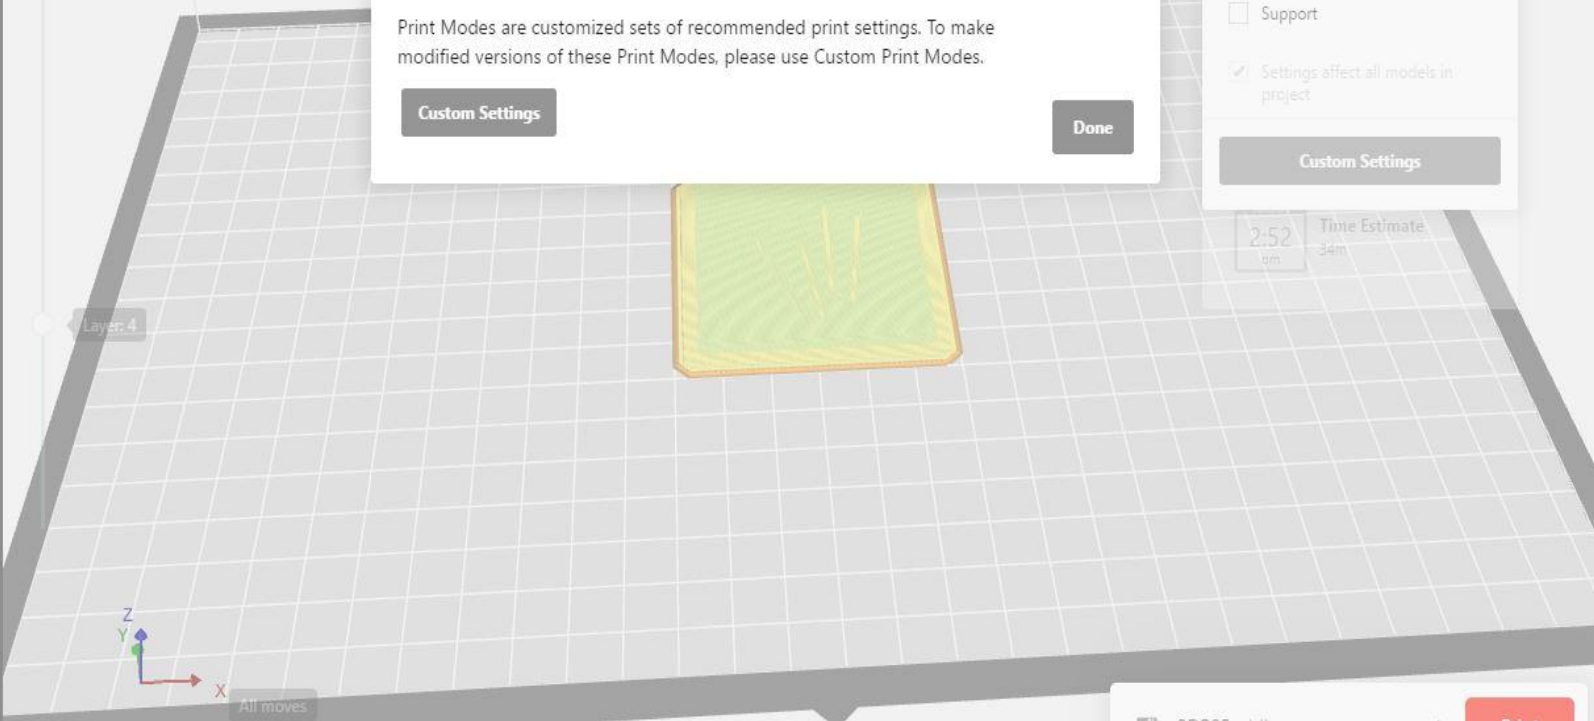 Print Modes are customized sets of recommended print settings. To make
modified versions of these Print Modes, please use Custom Print Modes.
Custom Settings
Done
Support
Settings affect all models in
project
Custom Settings
2:52
Time Estimate
34m
Layer: 4
Z
Y
X
All moves